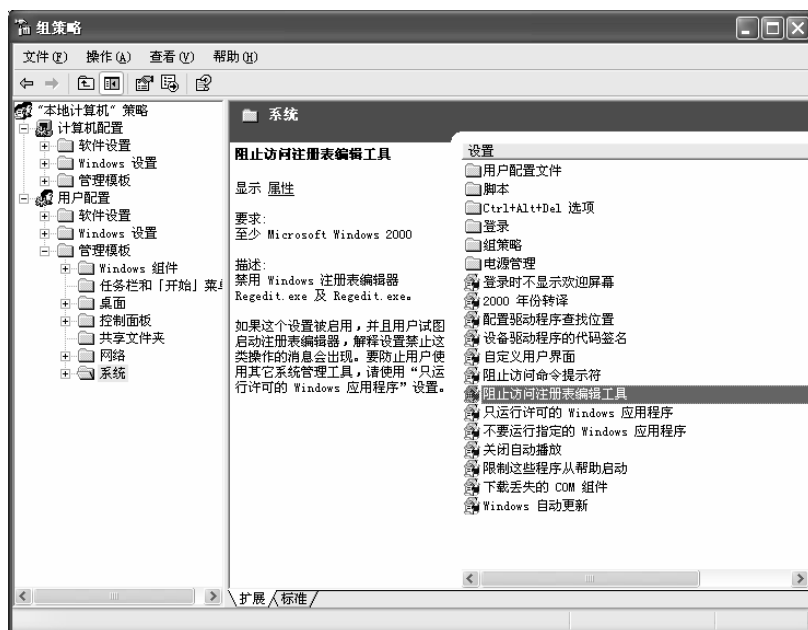 组策略
文件(F) 操作(A) 查看(V) 帮助(H)
“本地计算机”策略
计算机配置
软件设置
Windows 设置
管理模板
用户配置
软件设置
Windows 设置
管理模板
Windows 组件
任务栏和「开始」菜单
桌面
控制面板
共享文件夹
网络
系统
系统
阻止访问注册表编辑工具
显示 属性
要求:
至少 Microsoft Windows 2000
描述:
禁用 Windows 注册表编辑器
Regedit.exe 及 Regedit.exe。
如果这个设置被启用，并且用户试图
启动注册表编辑器，解释设置禁止这
类操作的消息会出现。要防止用户使
用其它系统管理工具，请使用“只运
行许可的 Windows 应用程序”设置。
设置
用户配置文件
脚本
Ctrl+Alt+Del 选项
登录
组策略
电源管理
登录时不显示欢迎屏幕
2000 年份转译
配置驱动程序查找位置
设备驱动程序的代码签名
自定义用户界面
阻止访问命令提示符
阻止访问注册表编辑工具
只运行许可的 Windows 应用程序
不要运行指定的 Windows 应用程序
关闭自动播放
限制这些程序从帮助启动
下载丢失的 COM 组件
Windows 自动更新
扩展 标准